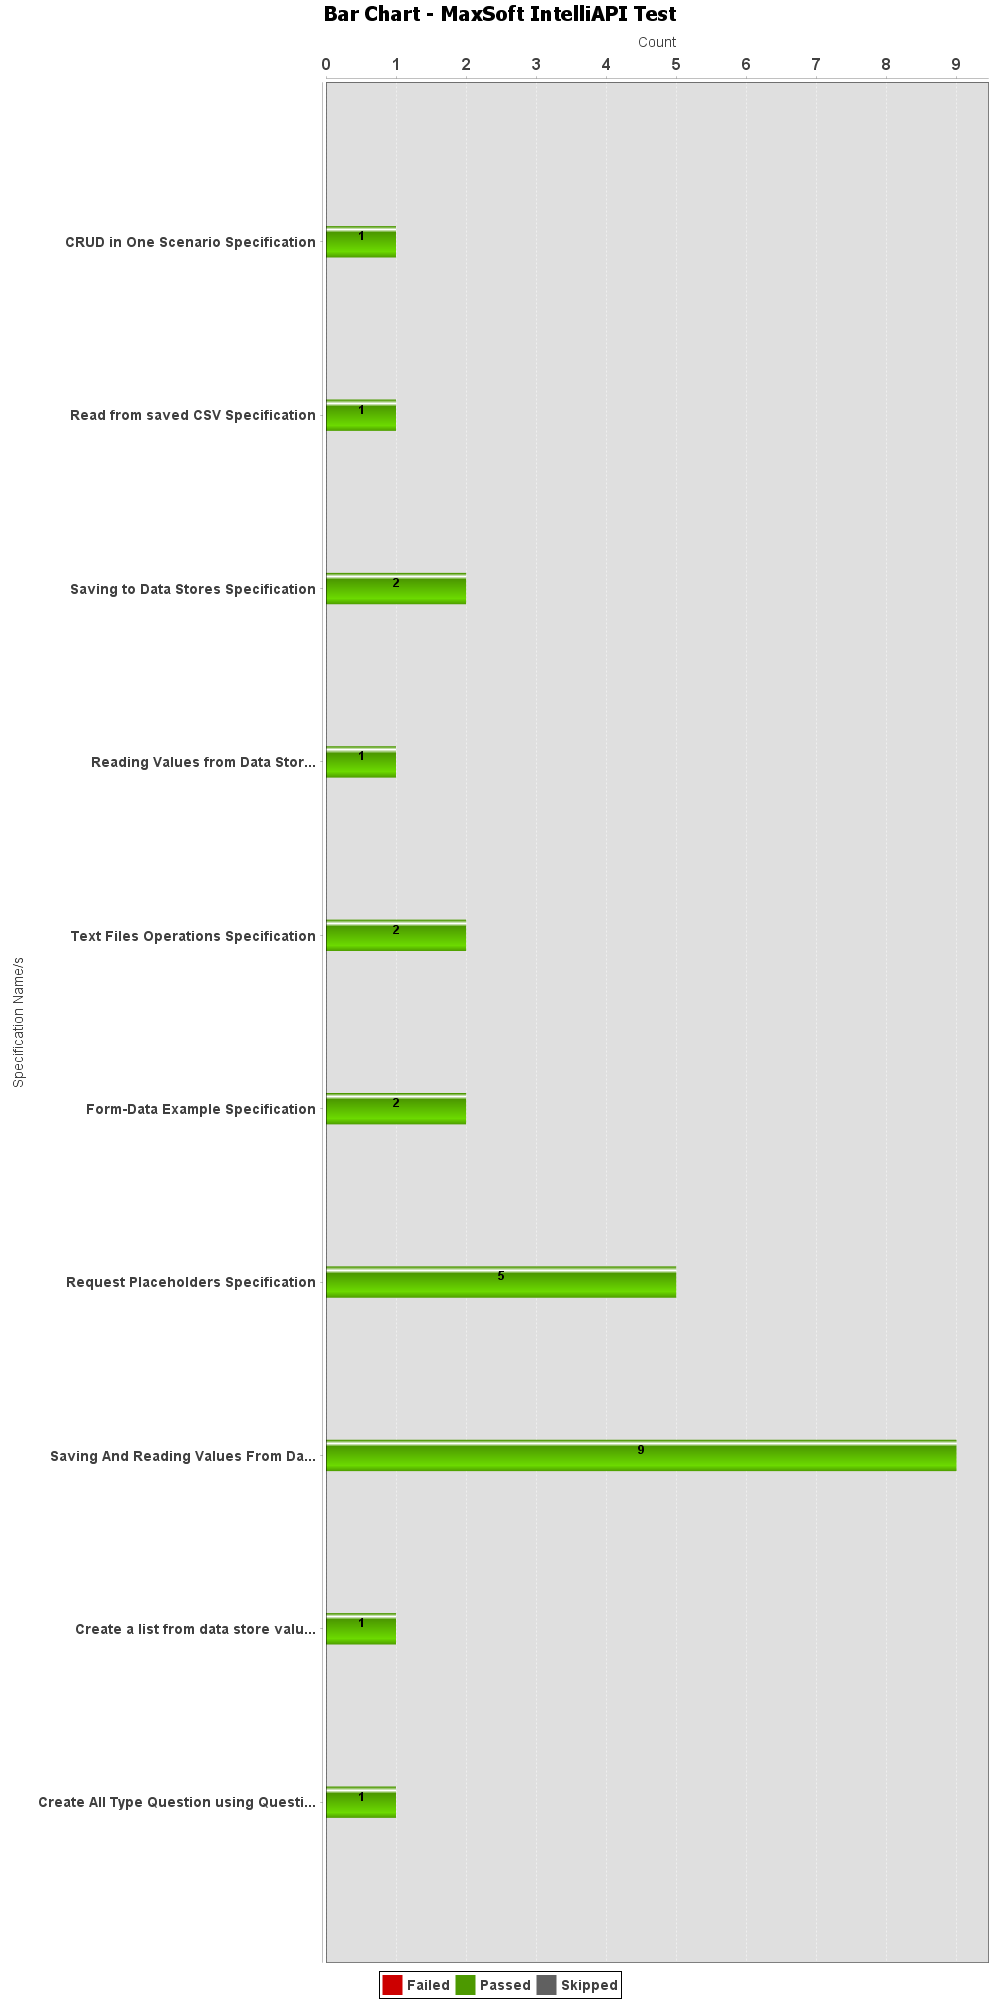 Bar Chart - MaxSoft IntelliAPI Test
Count
0 1 2 3 4 5 6 7 8 9
CRUD in One Scenario Specification 1
Read from saved CSV Specification 1
Saving to Data Stores Specification 2
Reading Values from Data Stor... 1
Text Files Operations Specification 2
Specification Name/s
Form-Data Example Specification 2
Request Placeholders Specification 5
Saving And Reading Values From Da... 9
Create a list from data store valu... 1
Create All Type Question using Questi... 1
Failed Passed Skipped